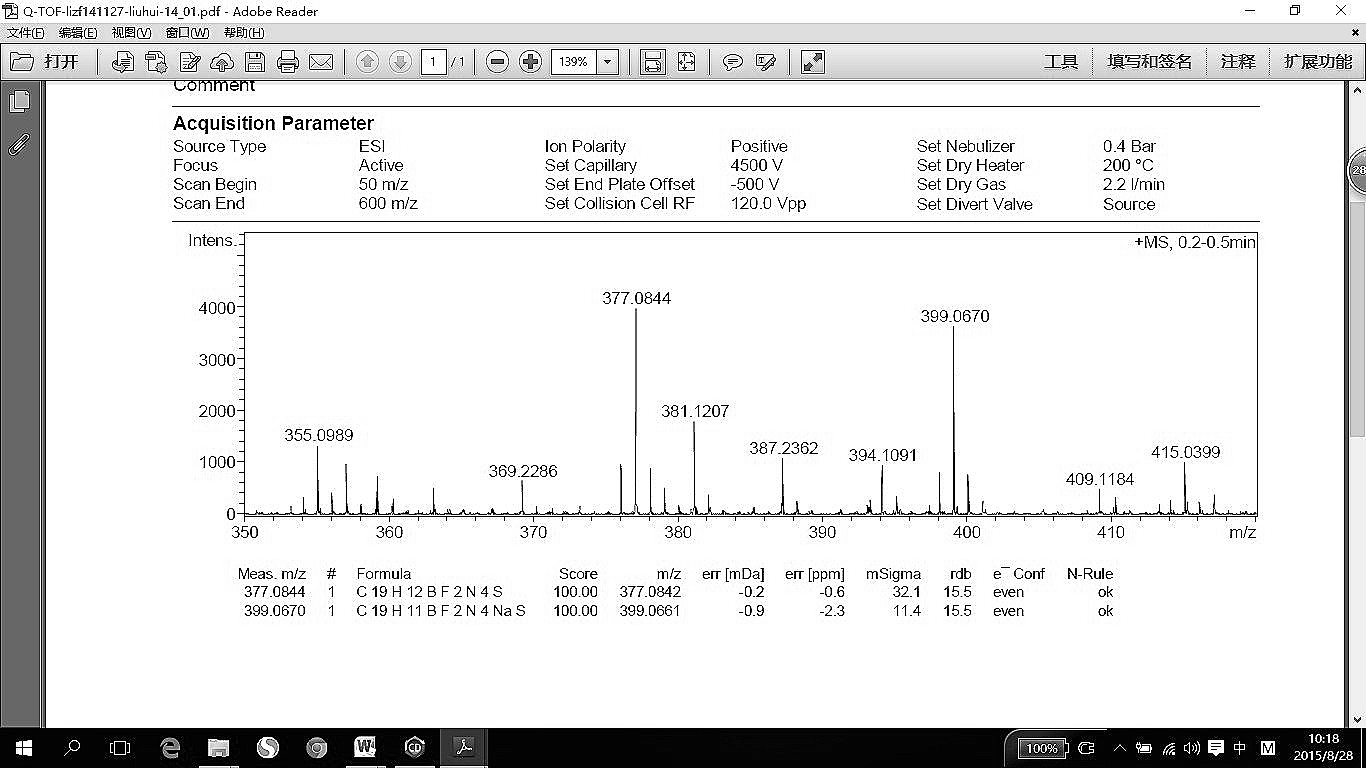 Q-TOF-lizf141127-liuhui-14_01.pdf - Adobe Reader
文件(F) 编辑(E) 视图(V) 窗口(W) 帮助(H)
打开 1 / 1 139% 工具 填写和签名 注释 扩展功能
Comment
Acquisition Parameter
Source Type ESI Ion Polarity Positive Set Nebulizer 0.4 Bar
Focus Active Set Capillary 4500 V Set Dry Heater 200 °C
Scan Begin 50 m/z Set End Plate Offset -500 V Set Dry Gas 2.2 l/min
Scan End 600 m/z Set Collision Cell RF 120.0 Vpp Set Divert Valve Source
28
Intens. +MS, 0.2-0.5min
377.0844
4000
399.0670
3000
381.1207
2000
355.0989
387.2362
394.1091
415.0399
1000
369.2286
409.1184
0
350 360 370 380 390 400 410 m/z
Meas. m/z # Formula Score m/z err [mDa] err [ppm] mSigma rdb e¯ Conf N-Rule
377.0844 1 C 19 H 12 B F 2 N 4 S 100.00 377.0842 -0.2 -0.6 32.1 15.5 even ok
399.0670 1 C 19 H 11 B F 2 N 4 Na S 100.00 399.0661 -0.9 -2.3 11.4 15.5 even ok
100% 中 M 10:18
2015/8/28